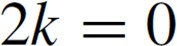 2k = 0